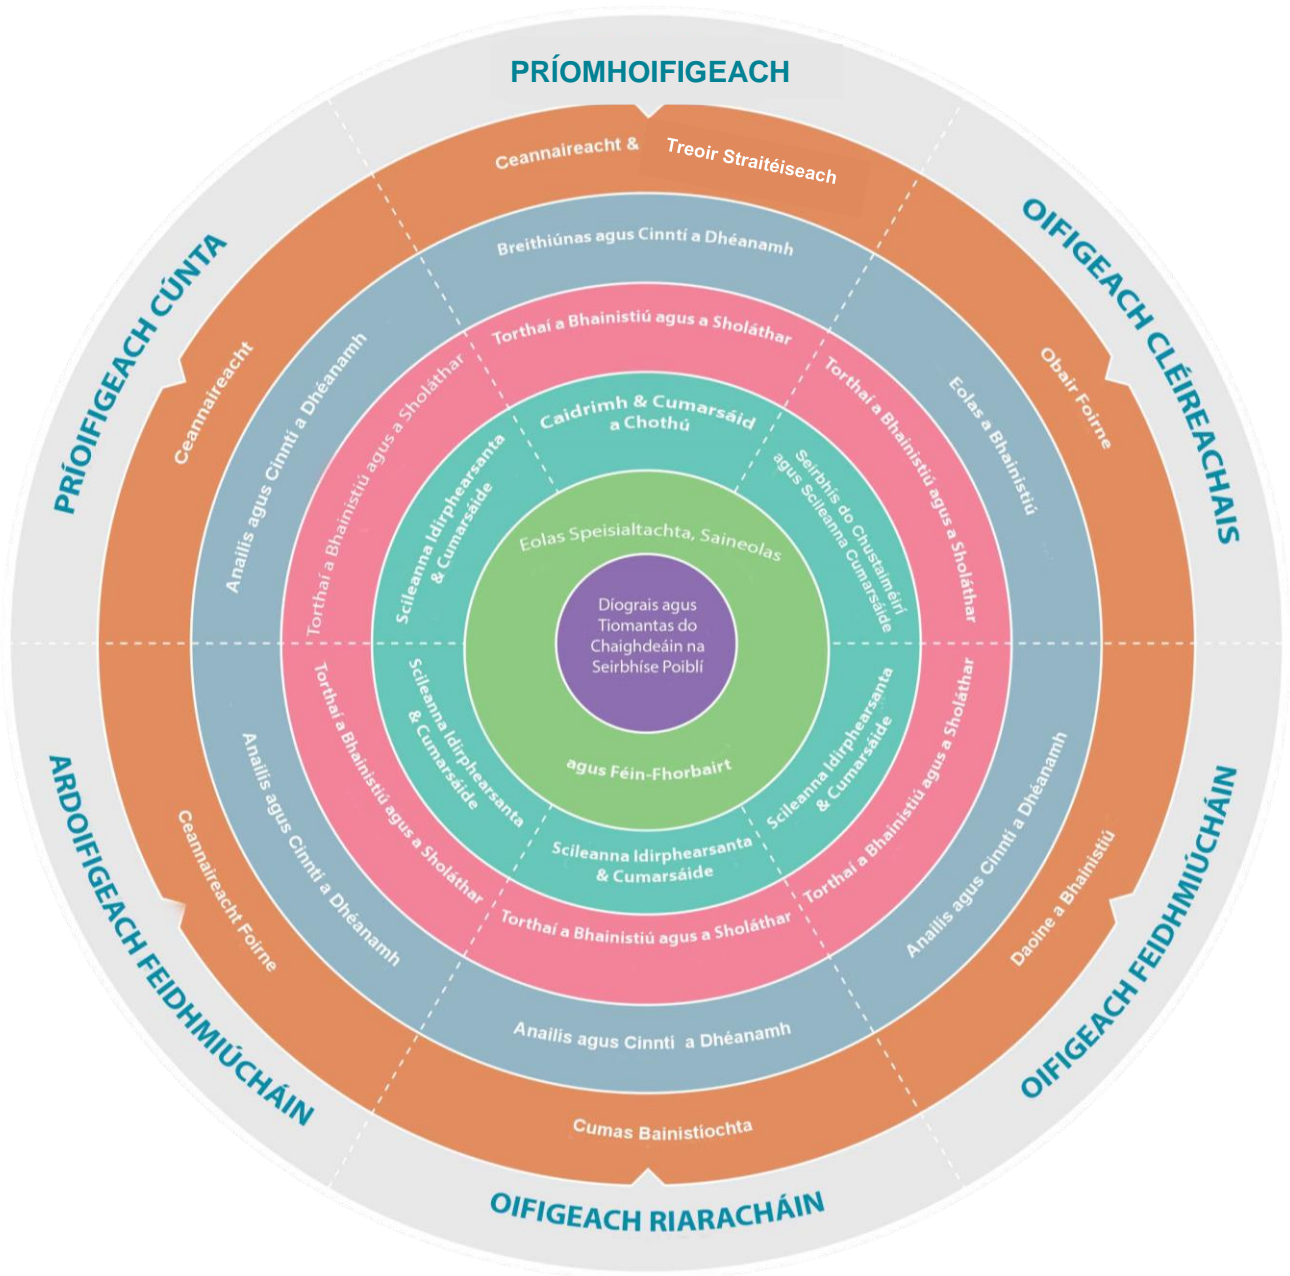 PRÍOMHOIFIGEACH
Ceannaireacht & Treoir Straitéiseach
Breithiúnas agus Cinntí a Dhéanamh
Torthaí a Bhainistiú agus a Sholáthar
Caidrimh & Cumarsáid
a Chothú
OIFIGEACH CLÉIREACHAIS
Obair Foirne
Eolas a Bhainistiú
Torthaí a Bhainistiú agus a Sholáthar
Seirbhís do Chustaiméirí
agus Scileanna Cumarsáide
OIFIGEACH FEIDHMIÚCHÁIN
Daoine a Bhainistiú
Anailís agus Cinntí a Dhéanamh
Torthaí a Bhainistiú agus a Sholáthar
Scileanna Idirphearsanta
& Cumarsáide
OIFIGEACH RIARACHÁIN
Cumas Bainistíochta
Anailís agus Cinntí a Dhéanamh
Torthaí a Bhainistiú agus a Sholáthar
Scileanna Idirphearsanta
& Cumarsáide
ARDOIFIGEACH FEIDHMIÚCHÁIN
Ceannaireacht Foirne
Anailís agus Cinntí a Dhéanamh
Torthaí a Bhainistiú agus a Sholáthar
Scileanna Idirphearsanta
& Cumarsáide
PRÍOIFIGEACH CÚNTA
Ceannaireacht
Anailís agus Cinntí a Dhéanamh
Torthaí a Bhainistiú agus a Sholáthar
Scileanna Idirphearsanta
& Cumarsáide
Eolas Speisialtachta, Saineolas
agus Féin-Fhorbairt
Díograis agus
Tiomantas do
Chaighdeáin na
Seirbhíse Poiblí